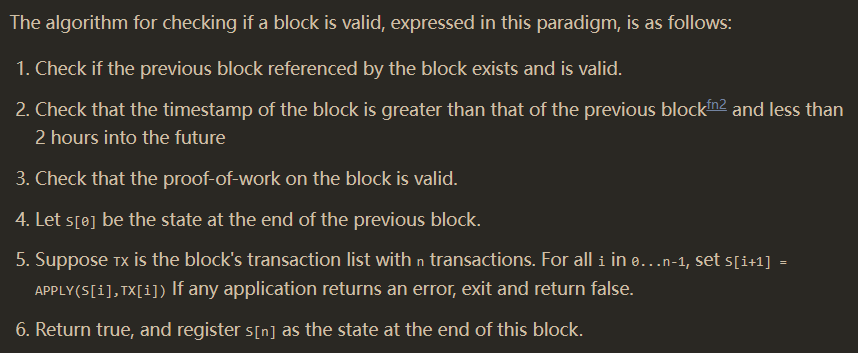 The algorithm for checking if a block is valid, expressed in this paradigm, is as follows:
1. Check if the previous block referenced by the block exists and is valid.
2. Check that the timestamp of the block is greater than that of the previous blockfn2 and less than
2 hours into the future
3. Check that the proof-of-work on the block is valid.
4. Let S[0] be the state at the end of the previous block.
5. Suppose TX is the block's transaction list with n transactions. For all i in 0...n-1, set S[i+1] =
APPLY(S[i],TX[i]) If any application returns an error, exit and return false.
6. Return true, and register S[n] as the state at the end of this block.